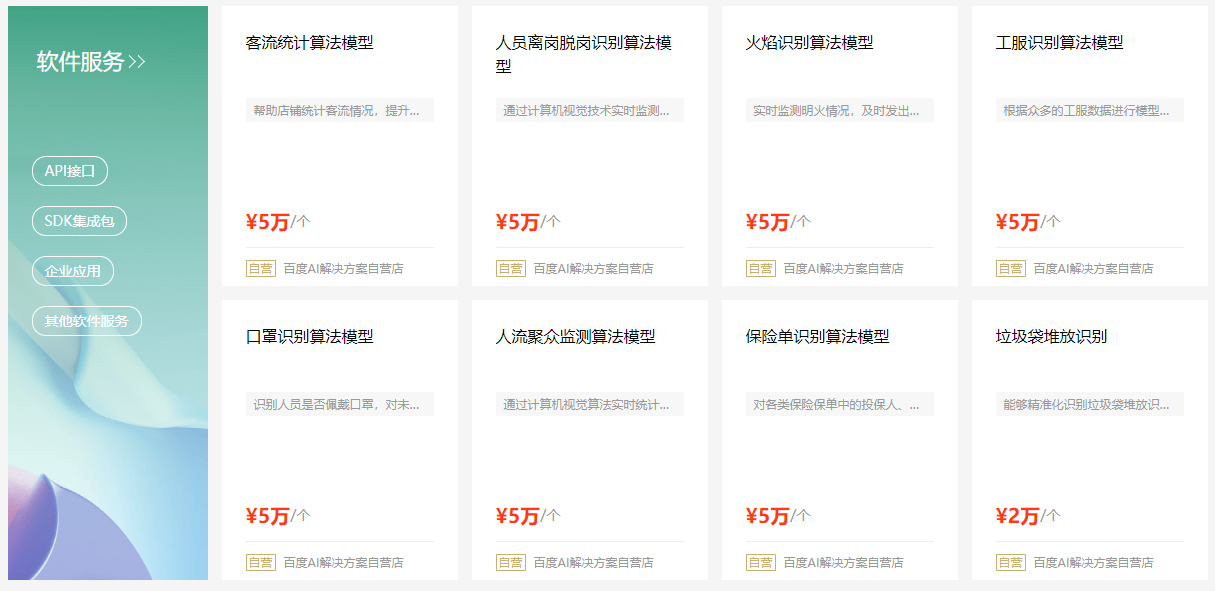 软件服务>>
API接口
SDK集成包
企业应用
其他软件服务
客流统计算法模型
帮助店铺统计客流情况，提升...
¥5万/个
自营 百度AI解决方案自营店
人员离岗脱岗识别算法模
型
通过计算机视觉技术实时监测...
¥5万/个
自营 百度AI解决方案自营店
火焰识别算法模型
实时监测明火情况，及时发出...
¥5万/个
自营 百度AI解决方案自营店
工服识别算法模型
根据众多的工服数据进行模型...
¥5万/个
自营 百度AI解决方案自营店
口罩识别算法模型
识别人员是否佩戴口罩，对未...
¥5万/个
自营 百度AI解决方案自营店
人流聚众监测算法模型
通过计算机视觉算法实时统计...
¥5万/个
自营 百度AI解决方案自营店
保险单识别算法模型
对各类保险保单中的投保人、...
¥5万/个
自营 百度AI解决方案自营店
垃圾袋堆放识别
能够精准化识别垃圾袋堆放识...
¥2万/个
自营 百度AI解决方案自营店